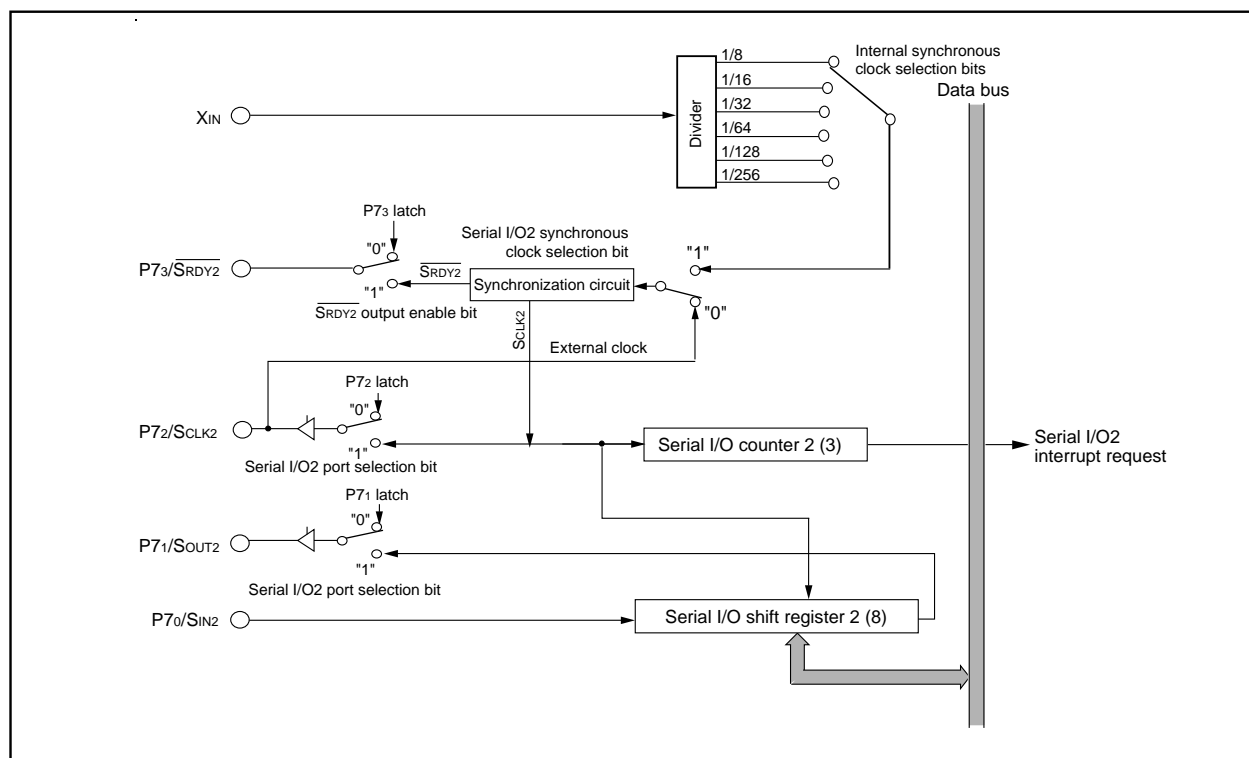 1/8
1/16
1/32
1/64
1/128
1/256
Divider
Internal synchronous
clock selection bits
Data bus
XIN
P73 latch
"0"
"1"
P73/SRDY2
SRDY2
SRDY2 output enable bit
Serial I/O2 synchronous
clock selection bit
Synchronization circuit
"1"
"0"
SCLK2
External clock
P72 latch
"0"
P72/SCLK2
"1"
Serial I/O2 port selection bit
Serial I/O counter 2 (3)
Serial I/O2
interrupt request
P71 latch
"0"
P71/SOUT2
"1"
Serial I/O2 port selection bit
P70/SIN2
Serial I/O shift register 2 (8)